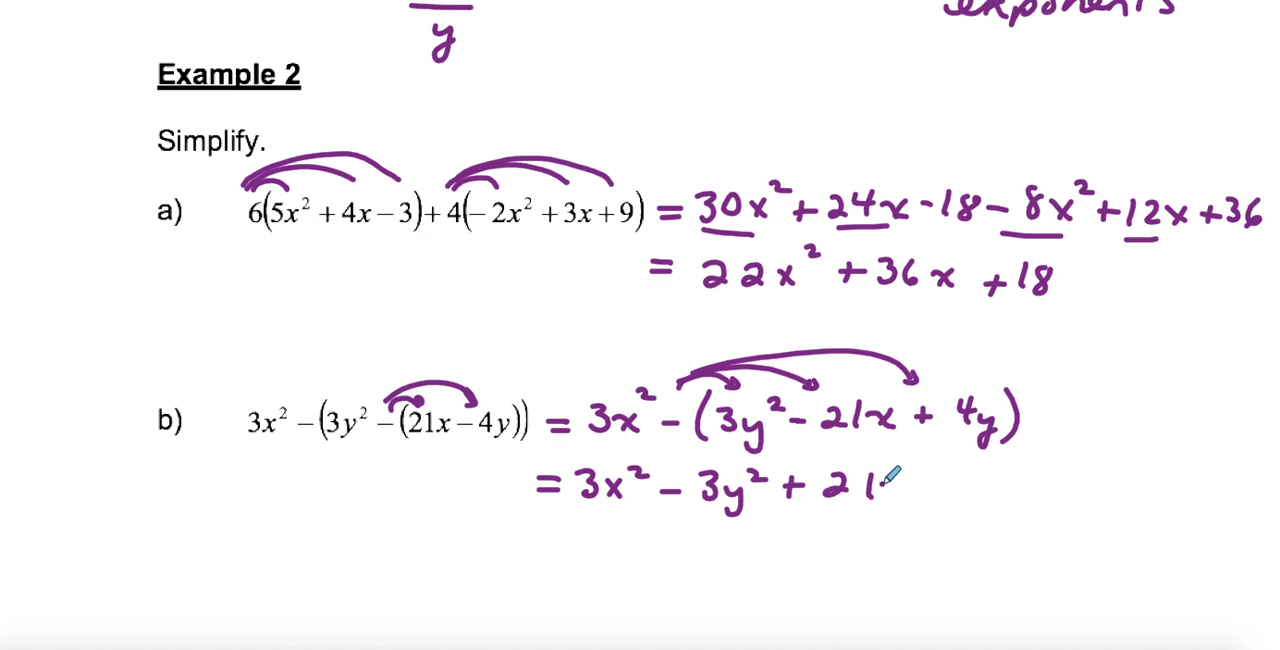 exponents
y
Example 2
Simplify.
a) 6(5x² + 4x − 3) + 4(− 2x² + 3x + 9) = 30x² + 24x - 18 - 8x² + 12x + 36
= 22x² + 36x + 18
b) 3x² − (3y² − (21x − 4y)) = 3x² - (3y² - 21x + 4y)
= 3x² - 3y² + 21